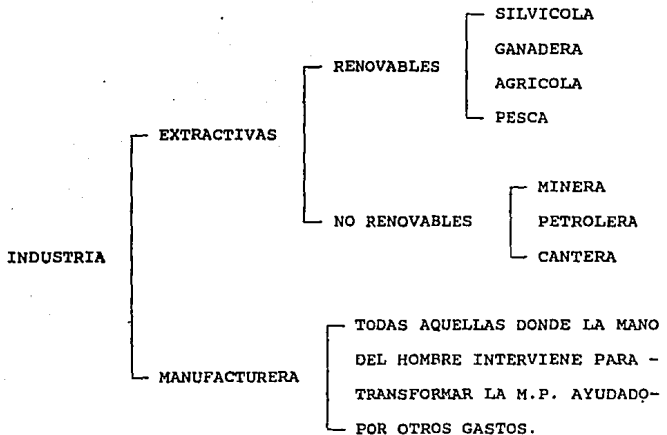 SILVICOLA
GANADERA
RENOVABLES
AGRICOLA
PESCA
EXTRACTIVAS
MINERA
NO RENOVABLES
PETROLERA
CANTERA
INDUSTRIA
TODAS AQUELLAS DONDE LA MANO
DEL HOMBRE INTERVIENE PARA -
MANUFACTURERA
TRANSFORMAR LA M.P. AYUDADO-
POR OTROS GASTOS.